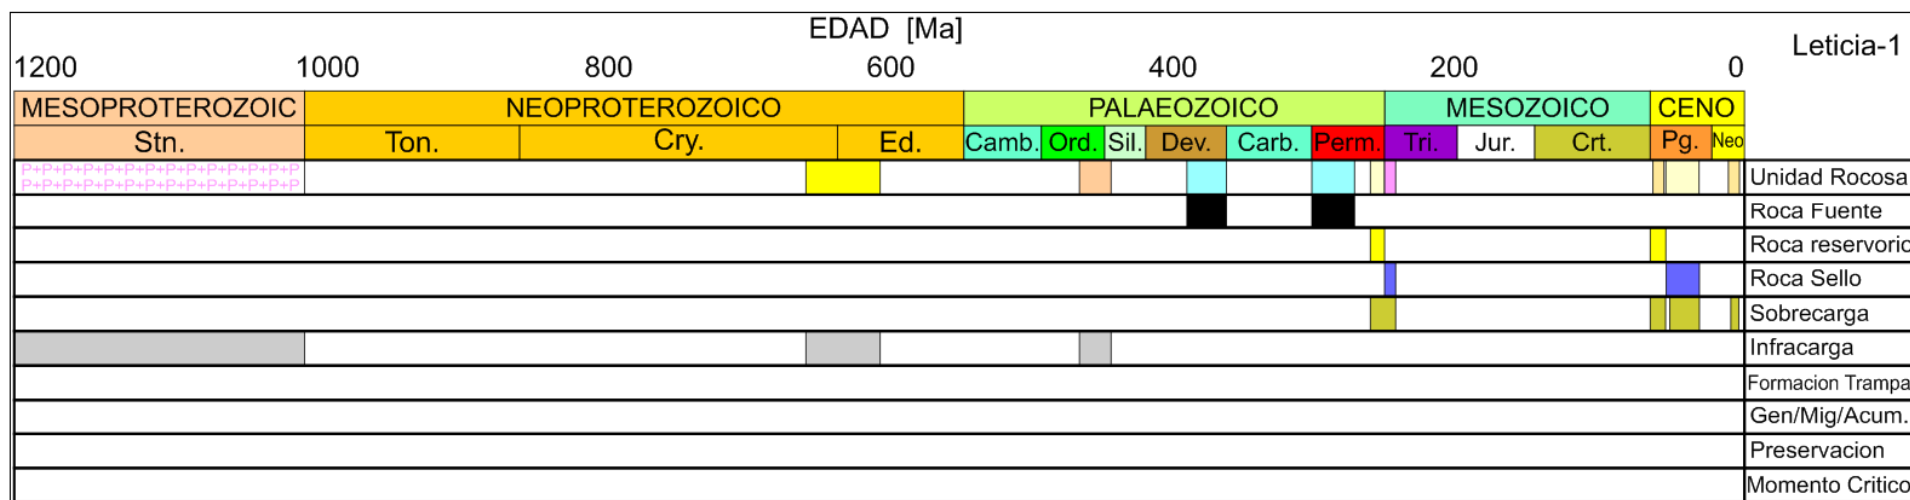 EDAD [Ma]
Leticia-1
1200 1000 800 600 400 200 0
MESOPROTEROZOIC NEOPROTEROZOICO PALAEOZOICO MESOZOICO CENO
Stn. Ton. Cry. Ed. Camb. Ord. Sil. Dev. Carb. Perm. Tri. Jur. Crt. Pg. Neo
P+P+P+P+P+P+P+P+P+P+P+P+P+P
P+P+P+P+P+P+P+P+P+P+P+P+P+P
Unidad Rocosa
Roca Fuente
Roca reservorio
Roca Sello
Sobrecarga
Infracarga
Formacion Trampa
Gen/Mig/Acum.
Preservacion
Momento Critico